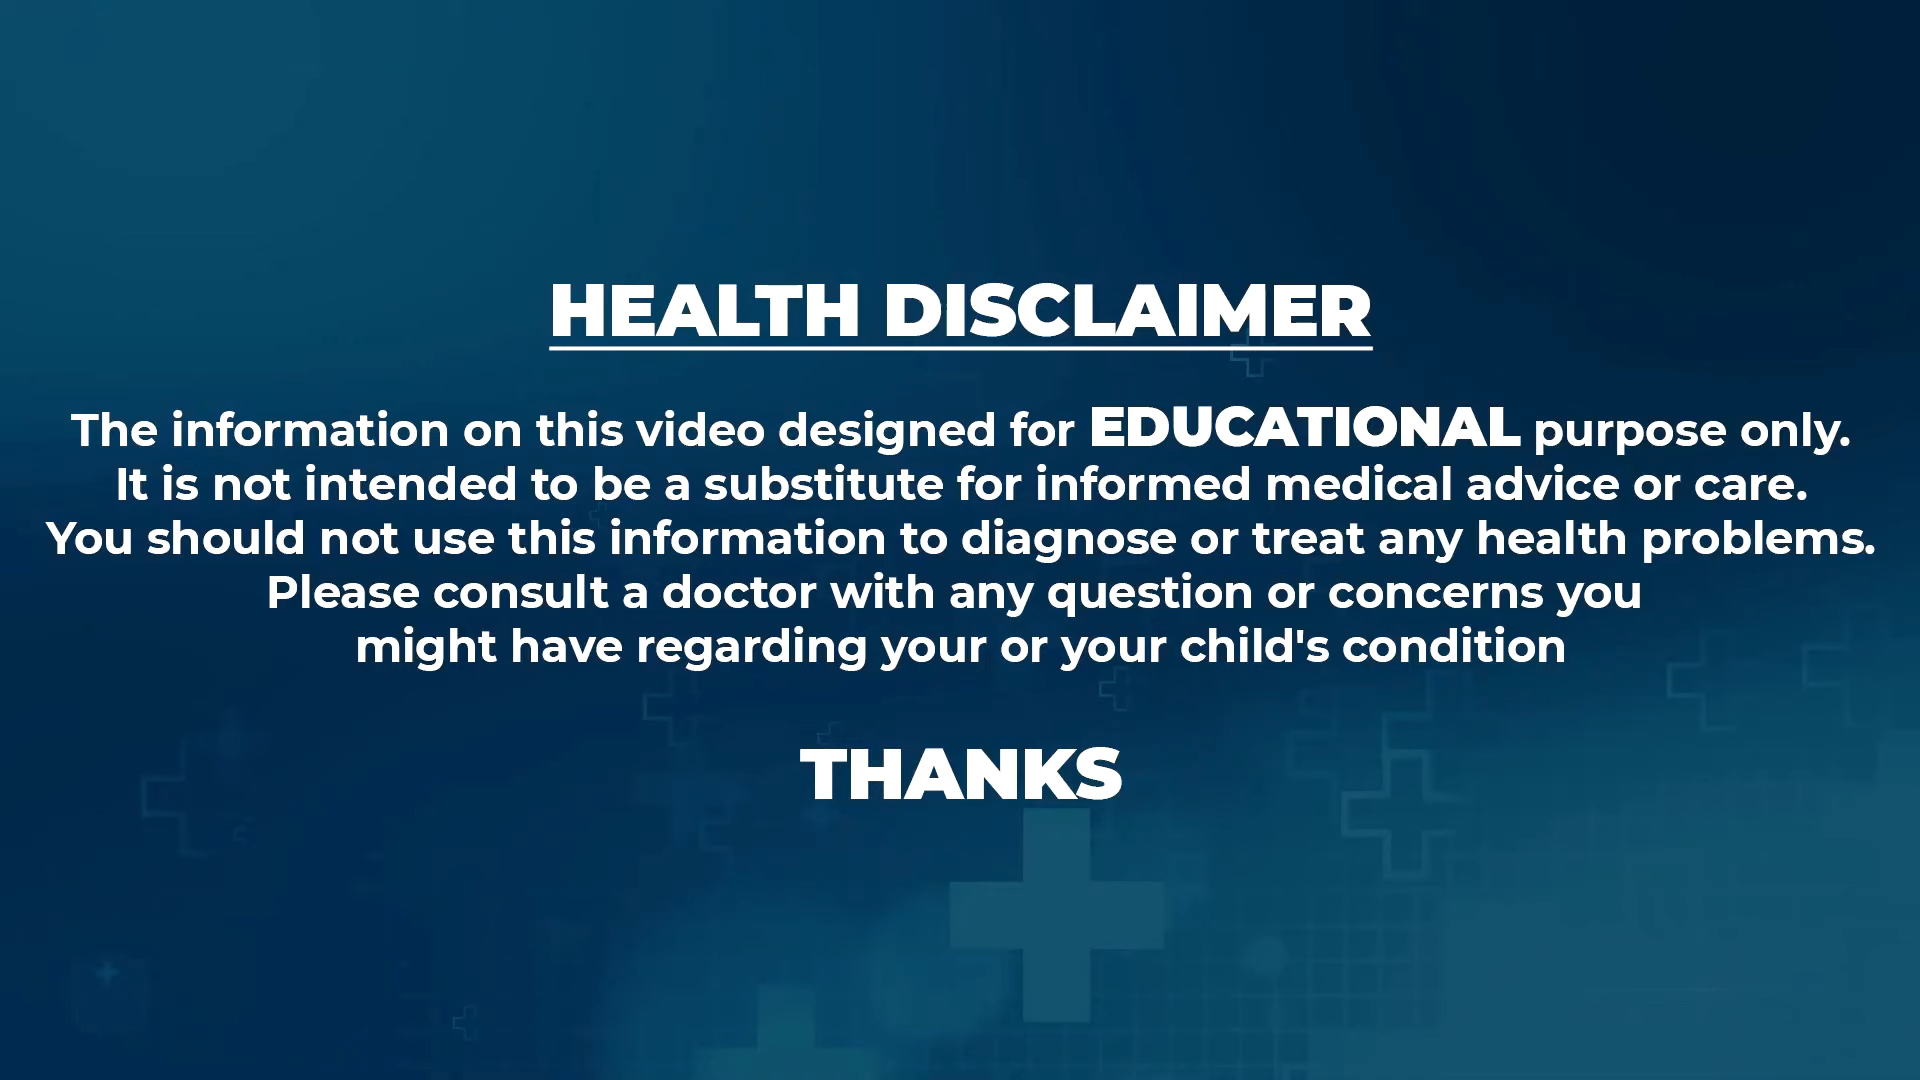 HEALTH DISCLAIMER
The information on this video designed for EDUCATIONAL purpose only.
It is not intended to be a substitute for informed medical advice or care.
You should not use this information to diagnose or treat any health problems.
Please consult a doctor with any question or concerns you
might have regarding your or your child's condition
THANKS